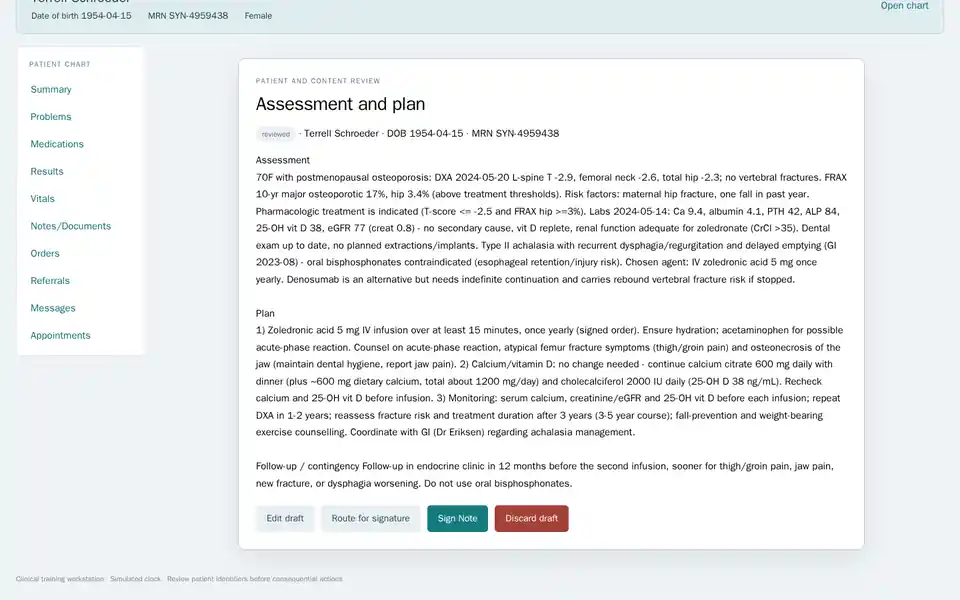 Terrell Schroeder
Date of birth 1954-04-15 MRN SYN-4959438 Female
Open chart
PATIENT CHART
Summary
Problems
Medications
Results
Vitals
Notes/Documents
Orders
Referrals
Messages
Appointments
PATIENT AND CONTENT REVIEW
Assessment and plan
reviewed · Terrell Schroeder · DOB 1954-04-15 · MRN SYN-4959438
Assessment
70F with postmenopausal osteoporosis: DXA 2024-05-20 L-spine T -2.9, femoral neck -2.6, total hip -2.3; no vertebral fractures. FRAX
10-yr major osteoporotic 17%, hip 3.4% (above treatment thresholds). Risk factors: maternal hip fracture, one fall in past year.
Pharmacologic treatment is indicated (T-score <= -2.5 and FRAX hip >=3%). Labs 2024-05-14: Ca 9.4, albumin 4.1, PTH 42, ALP 84,
25-OH vit D 38, eGFR 77 (creat 0.8) - no secondary cause, vit D replete, renal function adequate for zoledronate (CrCl >35). Dental
exam up to date, no planned extractions/implants. Type II achalasia with recurrent dysphagia/regurgitation and delayed emptying (GI
2023-08) - oral bisphosphonates contraindicated (esophageal retention/injury risk). Chosen agent: IV zoledronic acid 5 mg once
yearly. Denosumab is an alternative but needs indefinite continuation and carries rebound vertebral fracture risk if stopped.
Plan
1) Zoledronic acid 5 mg IV infusion over at least 15 minutes, once yearly (signed order). Ensure hydration; acetaminophen for possible
acute-phase reaction. Counsel on acute-phase reaction, atypical femur fracture symptoms (thigh/groin pain) and osteonecrosis of the
jaw (maintain dental hygiene, report jaw pain). 2) Calcium/vitamin D: no change needed - continue calcium citrate 600 mg daily with
dinner (plus ~600 mg dietary calcium, total about 1200 mg/day) and cholecalciferol 2000 IU daily (25-OH D 38 ng/mL). Recheck
calcium and 25-OH vit D before infusion. 3) Monitoring: serum calcium, creatinine/eGFR and 25-OH vit D before each infusion; repeat
DXA in 1-2 years; reassess fracture risk and treatment duration after 3 years (3-5 year course); fall-prevention and weight-bearing
exercise counselling. Coordinate with GI (Dr Eriksen) regarding achalasia management.
Follow-up / contingency Follow-up in endocrine clinic in 12 months before the second infusion, sooner for thigh/groin pain, jaw pain,
new fracture, or dysphagia worsening. Do not use oral bisphosphonates.
Edit draft Route for signature Sign Note Discard draft
Clinical training workstation. Simulated clock. Review patient identifiers before consequential actions.